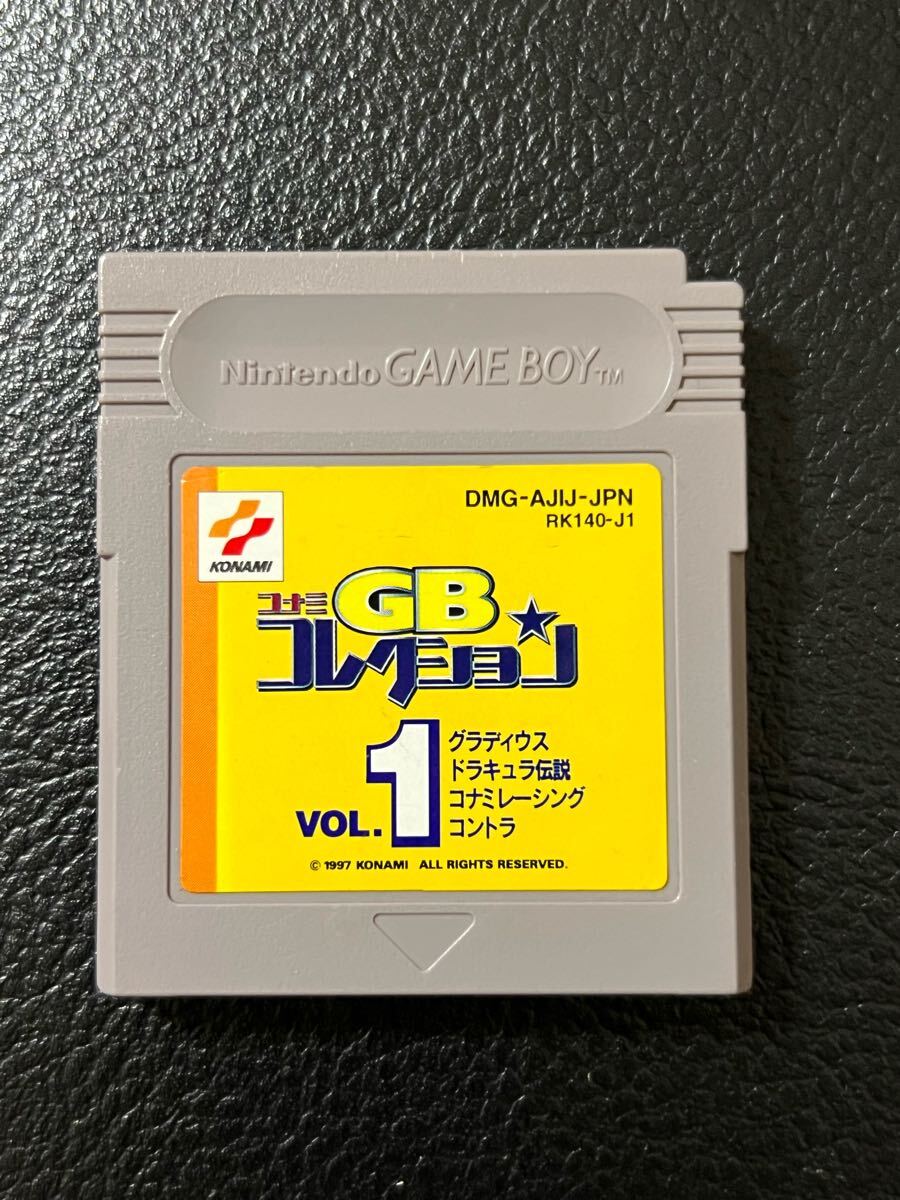 Nintendo GAME BOY™
DMG-AJIJ-JPN
RK140-J1
KONAMI
コナミ GB
コレクション
VOL.1
グラディウス
ドラキュラ伝説
コナミレーシング
コントラ
© 1997 KONAMI ALL RIGHTS RESERVED.